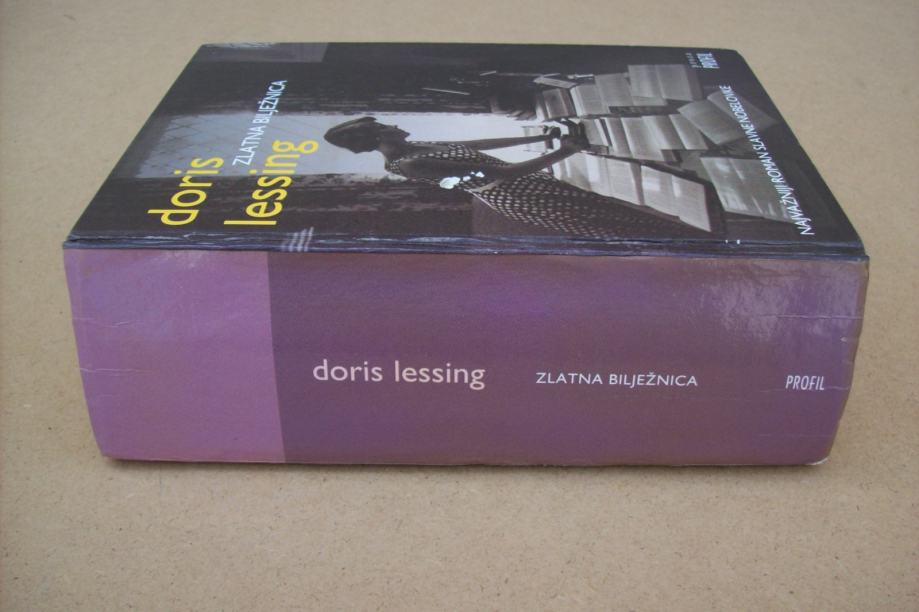 doris
lessing
ZLATNA BILJEŽNICA
NAJVAŽNIJI ROMAN SLAVNE NOBELOVKE
PROFIL
doris lessing
ZLATNA BILJEŽNICA
PROFIL